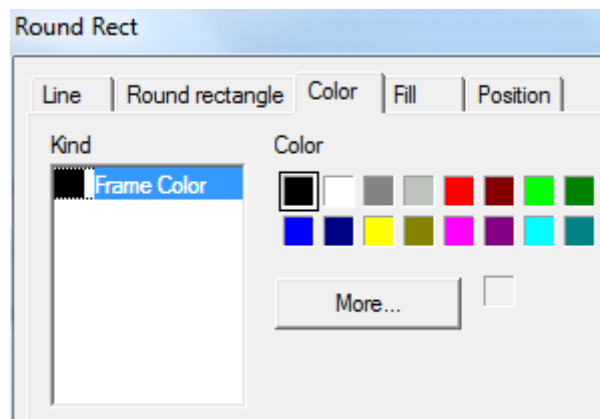 Round Rect
Line Round rectangle Color Fill Position
Kind Color
Frame Color
More...